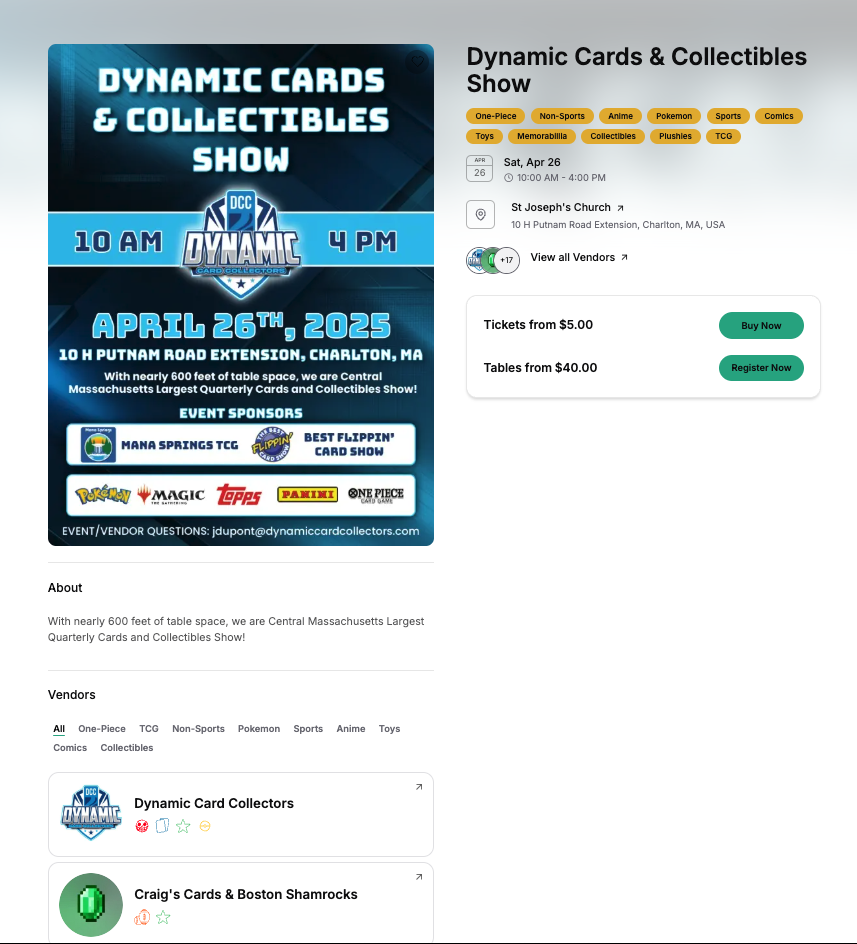 DYNAMIC CARDS
& COLLECTIBLES
SHOW
DCC
10 AM
DYNAMIC
4 PM
CARD COLLECTORS
APRIL 26TH, 2025
10 H PUTNAM ROAD EXTENSION, CHARLTON, MA
With nearly 600 feet of table space, we are Central
Massachusetts Largest Quarterly Cards and Collectibles Show!
EVENT SPONSORS
Mana Springs
MANA SPRINGS TCG
THE BEST
FLIPPIN'
CARD SHOW
BEST FLIPPIN'
CARD SHOW
Pokémon
MAGIC
THE GATHERING
Topps
PANINI
ONE PIECE
CARD GAME
EVENT/VENDOR QUESTIONS: jdupont@dynamiccardcollectors.com
Dynamic Cards & Collectibles
Show
One-Piece Non-Sports Anime Pokemon Sports Comics
Toys Memorabilia Collectibles Plushies TCG
APR
26
Sat, Apr 26
10:00 AM - 4:00 PM
St Joseph's Church
10 H Putnam Road Extension, Charlton, MA, USA
+17
View all Vendors
Tickets from $5.00
Buy Now
Tables from $40.00
Register Now
About
With nearly 600 feet of table space, we are Central Massachusetts Largest
Quarterly Cards and Collectibles Show!
Vendors
All One-Piece TCG Non-Sports Pokemon Sports Anime Toys
Comics Collectibles
DCC
DYNAMIC
Dynamic Card Collectors
Craig's Cards & Boston Shamrocks